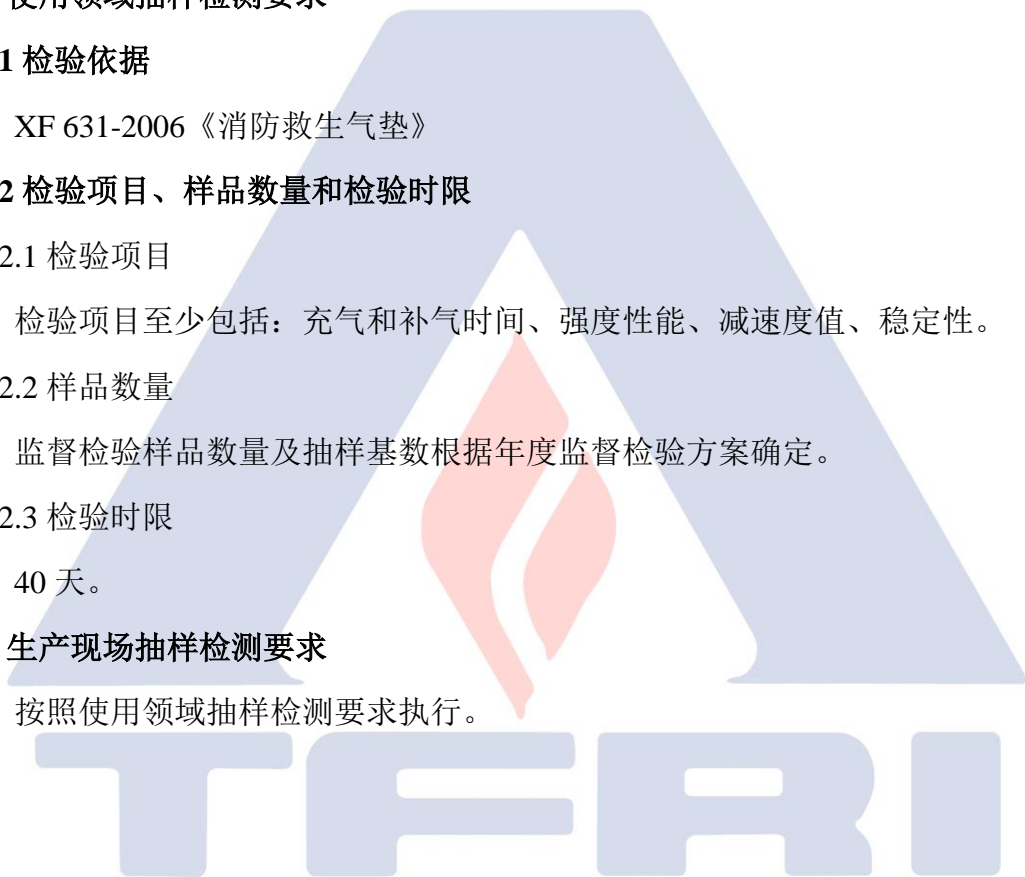 使用领域抽样检测要求
1 检验依据
XF 631-2006《消防救生气垫》
2 检验项目、样品数量和检验时限
2.1 检验项目
检验项目至少包括：充气和补气时间、强度性能、减速度值、稳定性。
2.2 样品数量
监督检验样品数量及抽样基数根据年度监督检验方案确定。
2.3 检验时限
40 天。
生产现场抽样检测要求
按照使用领域抽样检测要求执行。
TFRI